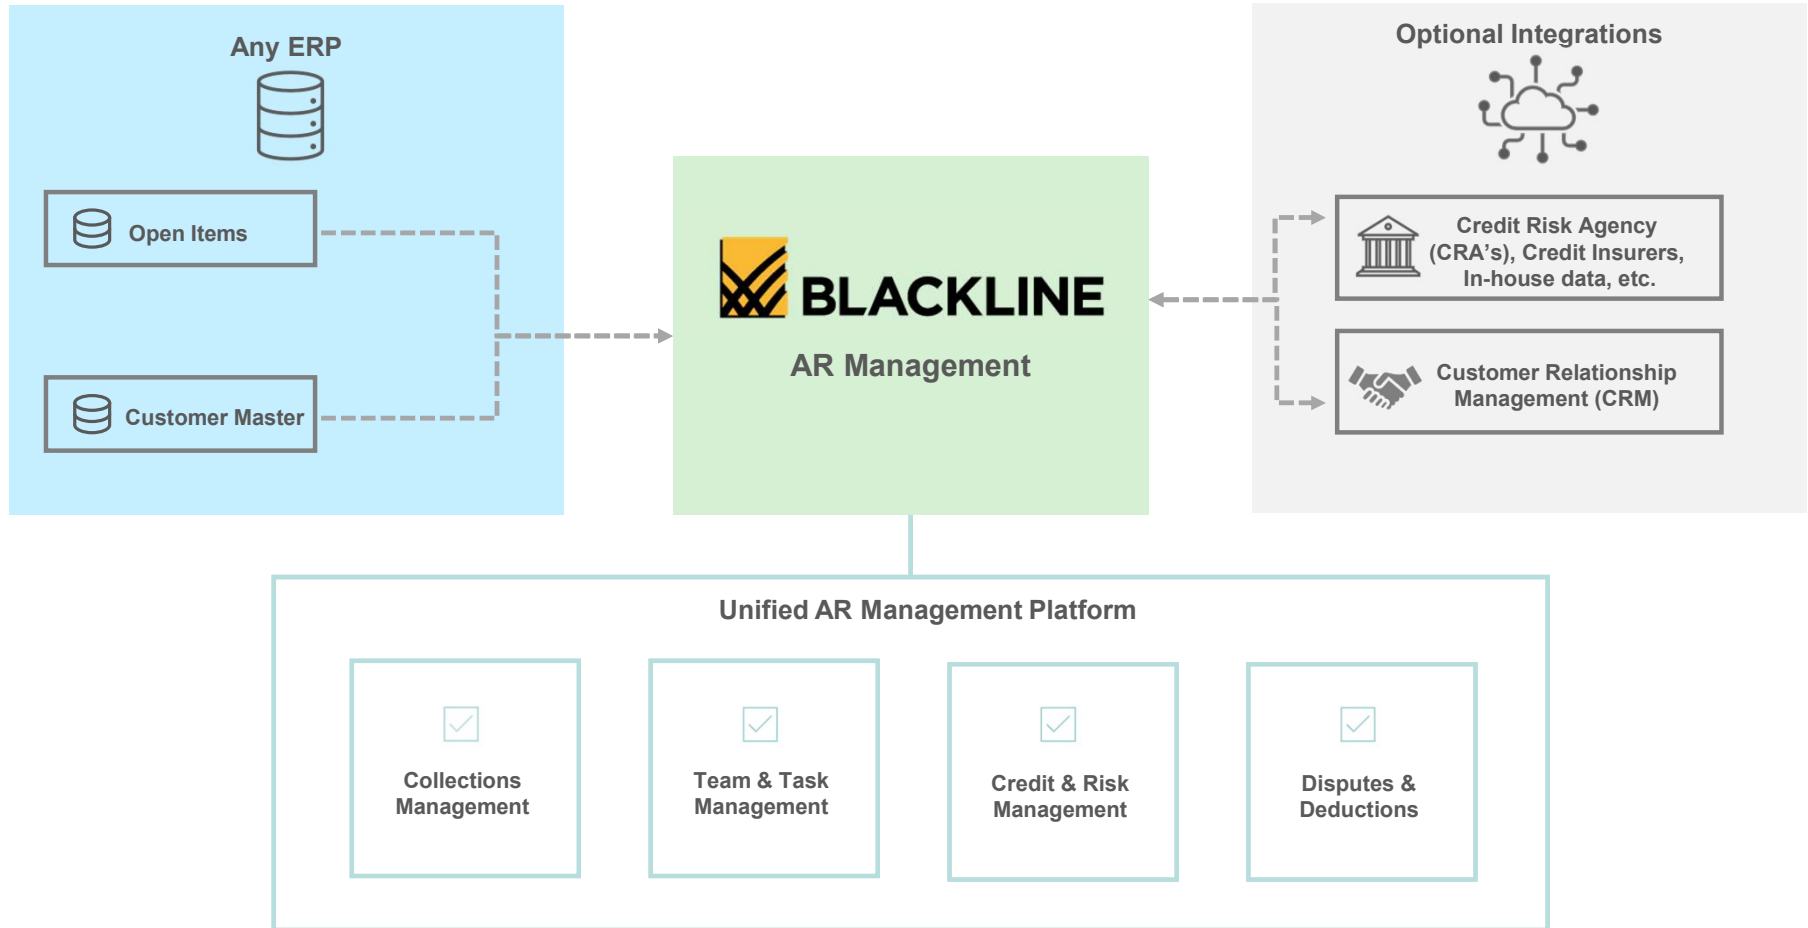 Any ERP
Open Items
Customer Master
BLACKLINE
AR Management
Optional Integrations
Credit Risk Agency
(CRA’s), Credit Insurers,
In-house data, etc.
Customer Relationship
Management (CRM)
Unified AR Management Platform
Collections
Management
Team & Task
Management
Credit & Risk
Management
Disputes &
Deductions